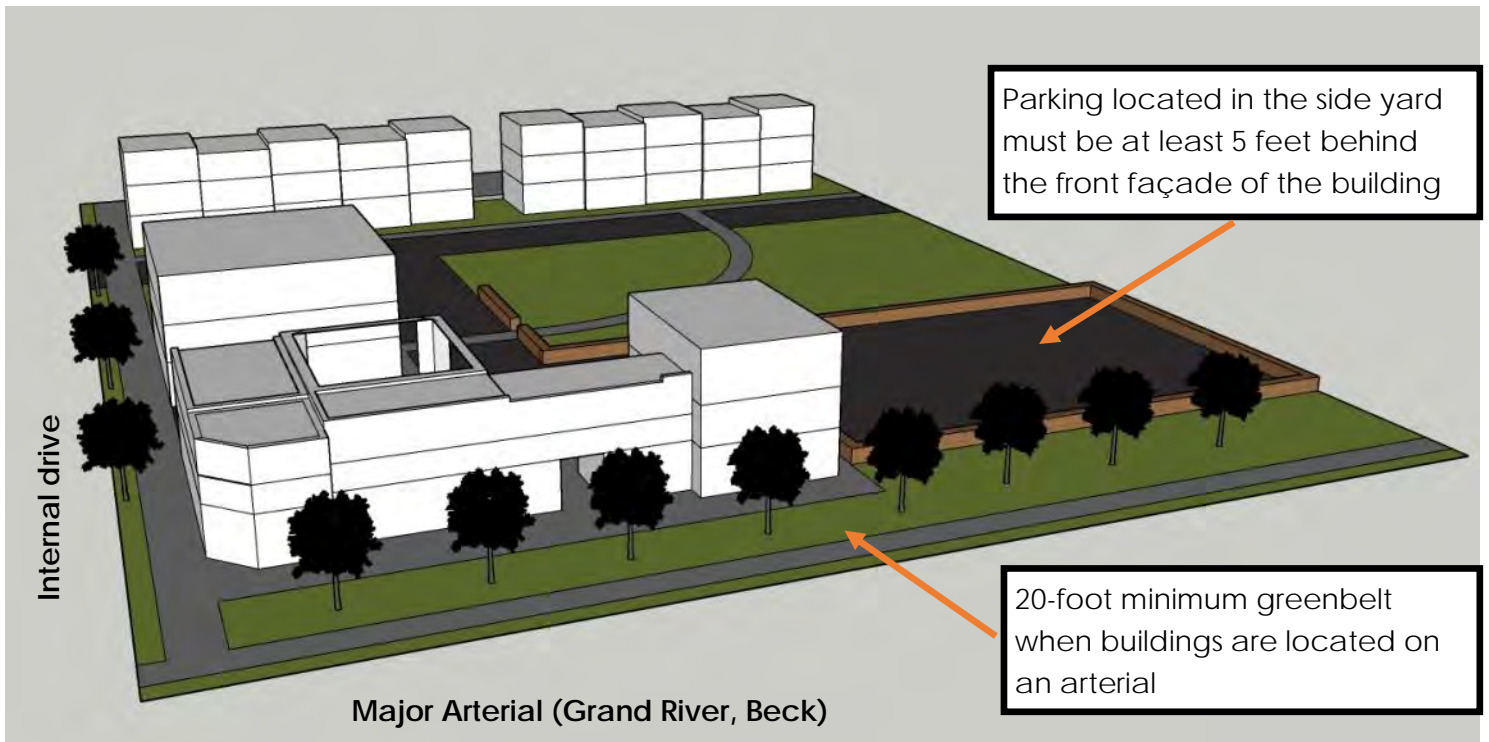 Parking located in the side yard
must be at least 5 feet behind
the front façade of the building
Internal drive
20-foot minimum greenbelt
when buildings are located on
an arterial
Major Arterial (Grand River, Beck)